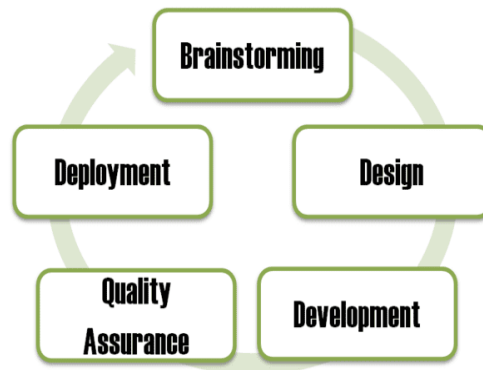 Brainstorming
Design
Development
Quality
Assurance
Deployment